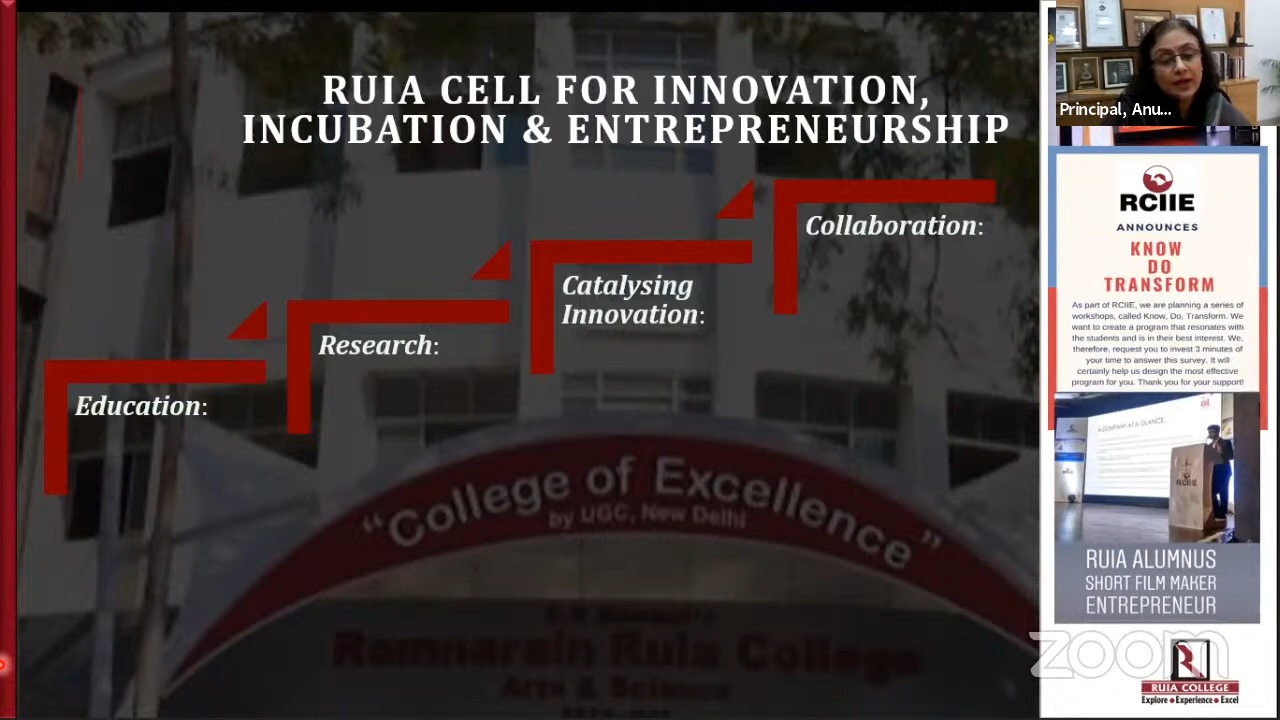 RUIA CELL FOR INNOVATION,
INCUBATION & ENTREPRENEURSHIP
Education:
Research:
Catalysing
Innovation:
Collaboration:
"College of Excellence"
by UGC, New Delhi
Ramnarain Ruia College
Arts & Science
Principal, Anu...
RCIIE
ANNOUNCES
KNOW
DO
TRANSFORM
As part of RCIIE, we are planning a series of
workshops, called Know, Do, Transform. We
want to create a program that resonates with
the students and is in their best interest. We,
therefore, request you to invest 3 minutes of
your time to answer this survey. It will
certainly help us design the most effective
program for you. Thank you for your support!
A COMPANY AT A GLANCE...
RCIIE
RUIA ALUMNUS
SHORT FILM MAKER
ENTREPRENEUR
zoom
R
RUIA COLLEGE
Explore • Experience • Excel